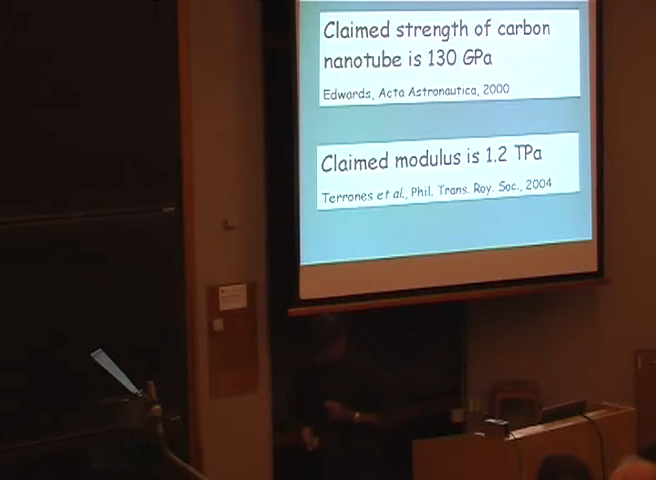 Claimed strength of carbon
nanotube is 130 GPa
Edwards, Acta Astronautica, 2000
Claimed modulus is 1.2 TPa
Terrones et al., Phil. Trans. Roy. Soc., 2004